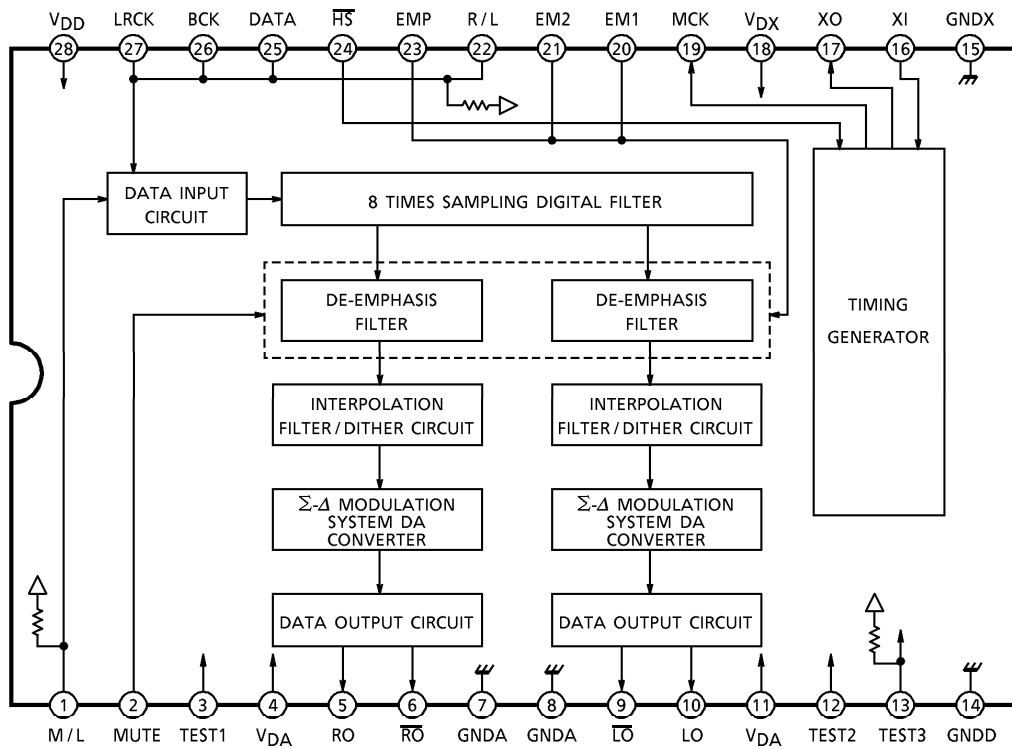 VDD LRCK BCK DATA H̅S̅ EMP R/L EM2 EM1 MCK VDX XO XI GNDX
28 27 26 25 24 23 22 21 20 19 18 17 16 15
DATA INPUT
CIRCUIT
8 TIMES SAMPLING DIGITAL FILTER
DE-EMPHASIS
FILTER
DE-EMPHASIS
FILTER
TIMING
GENERATOR
INTERPOLATION
FILTER/DITHER CIRCUIT
INTERPOLATION
FILTER/DITHER CIRCUIT
Σ-Δ MODULATION
SYSTEM DA
CONVERTER
Σ-Δ MODULATION
SYSTEM DA
CONVERTER
DATA OUTPUT CIRCUIT
DATA OUTPUT CIRCUIT
1 2 3 4 5 6 7 8 9 10 11 12 13 14
M/L MUTE TEST1 VDA RO R̅O̅ GNDA GNDA L̅O̅ LO VDA TEST2 TEST3 GNDD